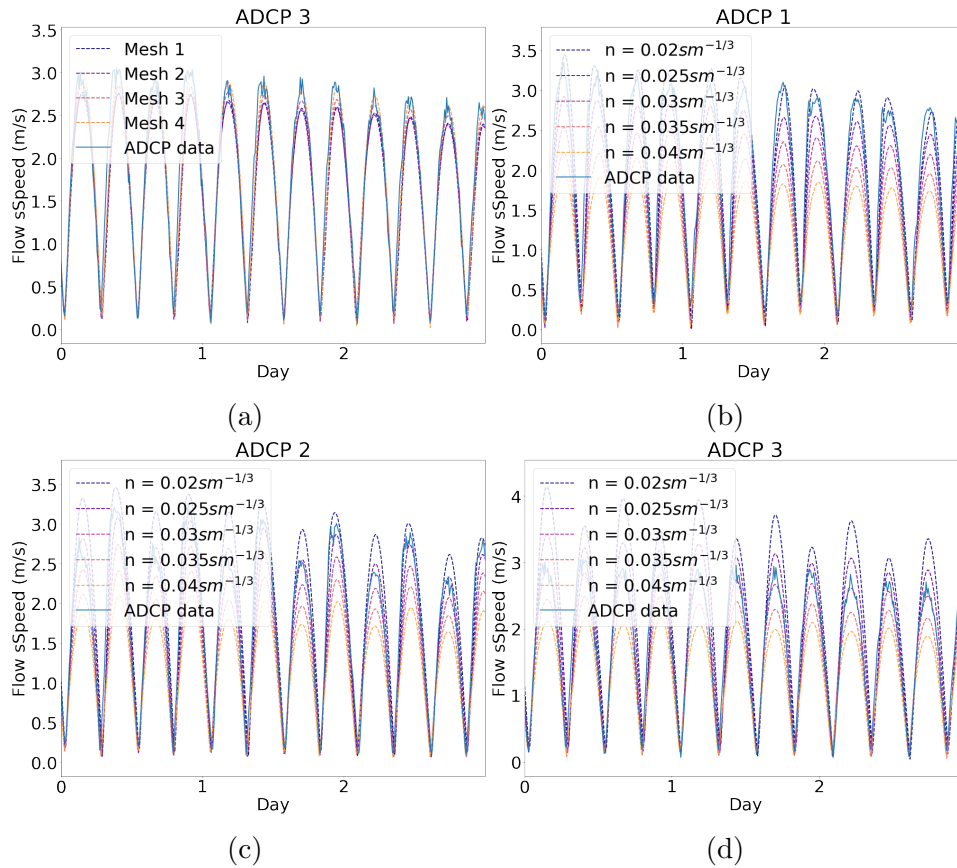 ADCP 3
3.5
3.0
2.5
2.0
1.5
1.0
0.5
0.0
Flow sSpeed (m/s)
Mesh 1
Mesh 2
Mesh 3
Mesh 4
ADCP data
0 1 2
Day
(a)
ADCP 1
3.5
3.0
2.5
2.0
1.5
1.0
0.5
0.0
Flow sSpeed (m/s)
n = 0.02sm^{-1/3}
n = 0.025sm^{-1/3}
n = 0.03sm^{-1/3}
n = 0.035sm^{-1/3}
n = 0.04sm^{-1/3}
ADCP data
0 1 2
Day
(b)
ADCP 2
3.5
3.0
2.5
2.0
1.5
1.0
0.5
0.0
Flow sSpeed (m/s)
n = 0.02sm^{-1/3}
n = 0.025sm^{-1/3}
n = 0.03sm^{-1/3}
n = 0.035sm^{-1/3}
n = 0.04sm^{-1/3}
ADCP data
0 1 2
Day
(c)
ADCP 3
4
3
2
1
0
Flow sSpeed (m/s)
n = 0.02sm^{-1/3}
n = 0.025sm^{-1/3}
n = 0.03sm^{-1/3}
n = 0.035sm^{-1/3}
n = 0.04sm^{-1/3}
ADCP data
0 1 2
Day
(d)